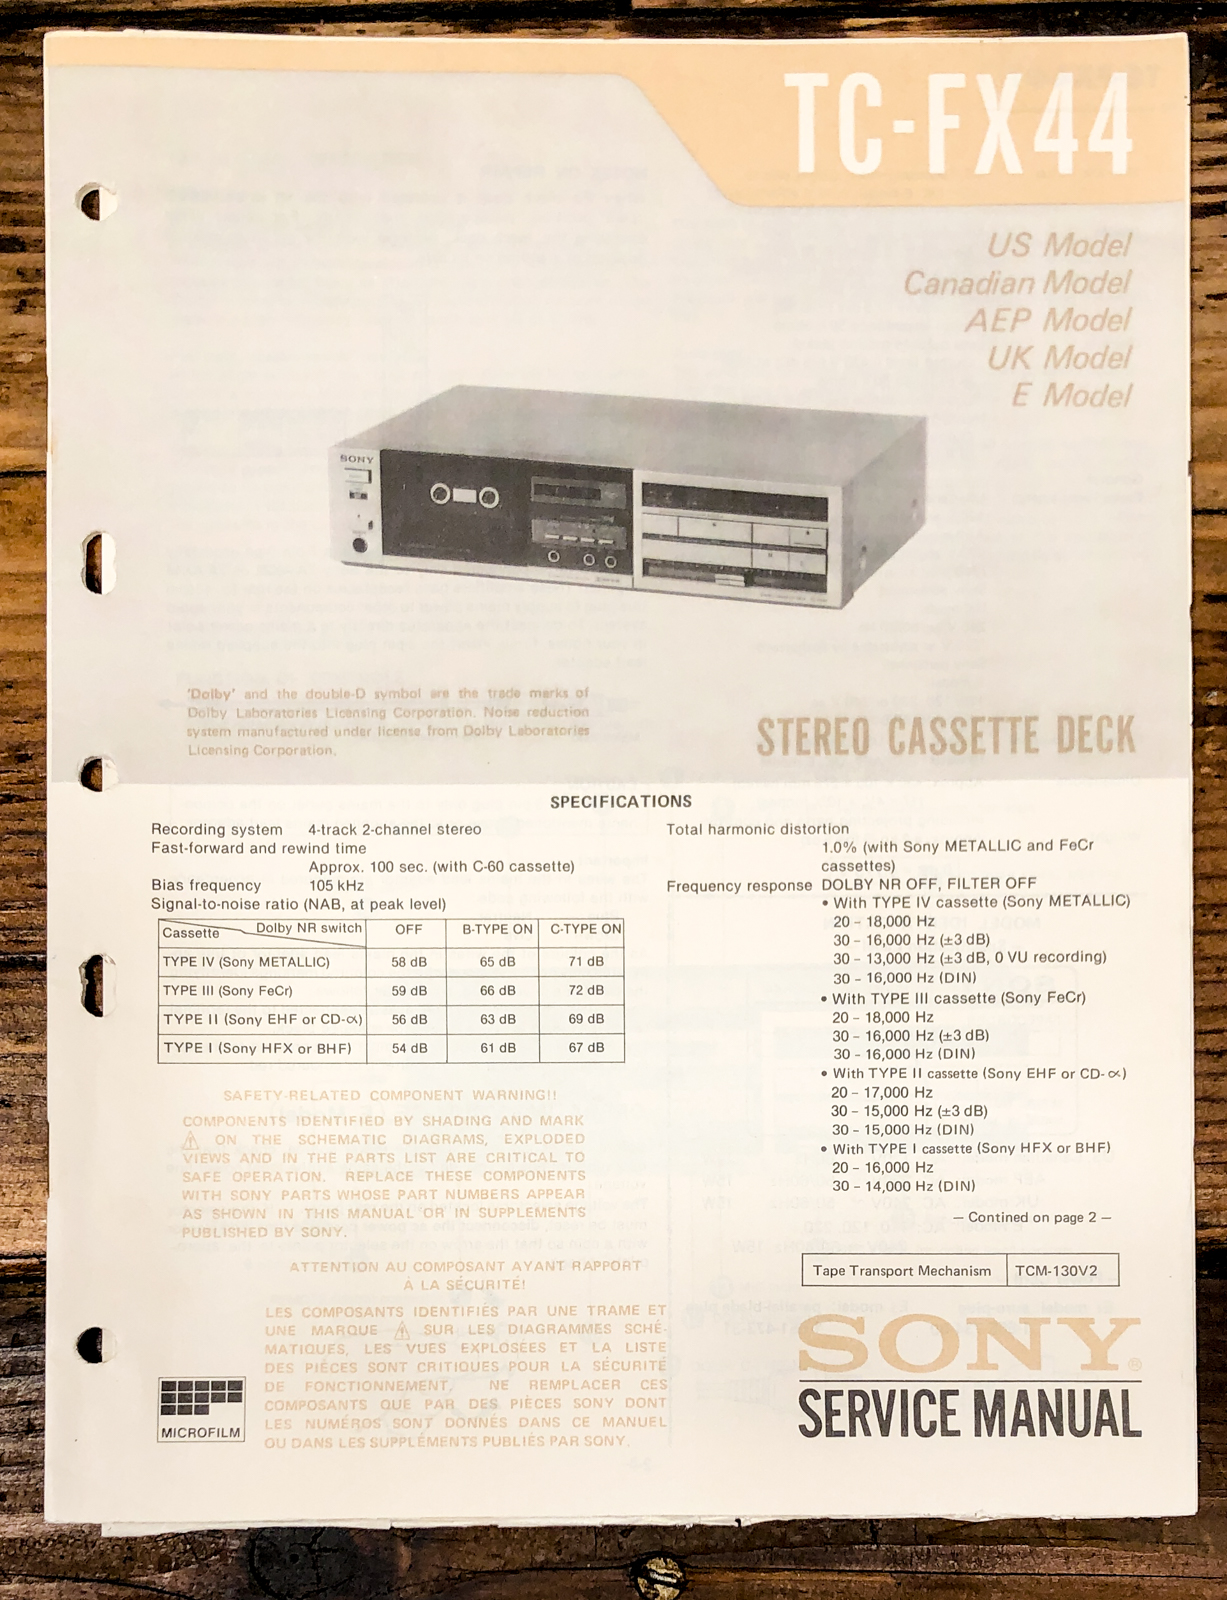 TC-FX44
US Model
Canadian Model
AEP Model
UK Model
E Model
SONY
'Dolby' and the double-D symbol are the trade marks of
Dolby Laboratories Licensing Corporation. Noise reduction
system manufactured under license from Dolby Laboratories
Licensing Corporation.
STEREO CASSETTE DECK
SPECIFICATIONS
Recording system 4-track 2-channel stereo
Fast-forward and rewind time
Approx. 100 sec. (with C-60 cassette)
Bias frequency 105 kHz
Signal-to-noise ratio (NAB, at peak level)
Cassette Dolby NR switch OFF B-TYPE ON C-TYPE ON
TYPE IV (Sony METALLIC) 58 dB 65 dB 71 dB
TYPE III (Sony FeCr) 59 dB 66 dB 72 dB
TYPE II (Sony EHF or CD-α) 56 dB 63 dB 69 dB
TYPE I (Sony HFX or BHF) 54 dB 61 dB 67 dB
SAFETY-RELATED COMPONENT WARNING!!
COMPONENTS IDENTIFIED BY SHADING AND MARK
⚠ ON THE SCHEMATIC DIAGRAMS, EXPLODED
VIEWS AND IN THE PARTS LIST ARE CRITICAL TO
SAFE OPERATION. REPLACE THESE COMPONENTS
WITH SONY PARTS WHOSE PART NUMBERS APPEAR
AS SHOWN IN THIS MANUAL OR IN SUPPLEMENTS
PUBLISHED BY SONY.
ATTENTION AU COMPOSANT AYANT RAPPORT
À LA SÉCURITÉ!
LES COMPOSANTS IDENTIFIÉS PAR UNE TRAME ET
UNE MARQUE ⚠ SUR LES DIAGRAMMES SCHÉ-
MATIQUES, LES VUES EXPLOSÉES ET LA LISTE
DES PIÈCES SONT CRITIQUES POUR LA SÉCURITÉ
DE FONCTIONNEMENT. NE REMPLACER CES
COMPOSANTS QUE PAR DES PIÈCES SONY DONT
LES NUMÉROS SONT DONNÉS DANS CE MANUEL
OU DANS LES SUPPLÉMENTS PUBLIÉS PAR SONY.
MICROFILM
Total harmonic distortion
1.0% (with Sony METALLIC and FeCr
cassettes)
Frequency response DOLBY NR OFF, FILTER OFF
• With TYPE IV cassette (Sony METALLIC)
20 – 18,000 Hz
30 – 16,000 Hz (±3 dB)
30 – 13,000 Hz (±3 dB, 0 VU recording)
30 – 16,000 Hz (DIN)
• With TYPE III cassette (Sony FeCr)
20 – 18,000 Hz
30 – 16,000 Hz (±3 dB)
30 – 16,000 Hz (DIN)
• With TYPE II cassette (Sony EHF or CD-α)
20 – 17,000 Hz
30 – 15,000 Hz (±3 dB)
30 – 15,000 Hz (DIN)
• With TYPE I cassette (Sony HFX or BHF)
20 – 16,000 Hz
30 – 14,000 Hz (DIN)
— Contined on page 2 —
Tape Transport Mechanism TCM-130V2
SONY®
SERVICE MANUAL